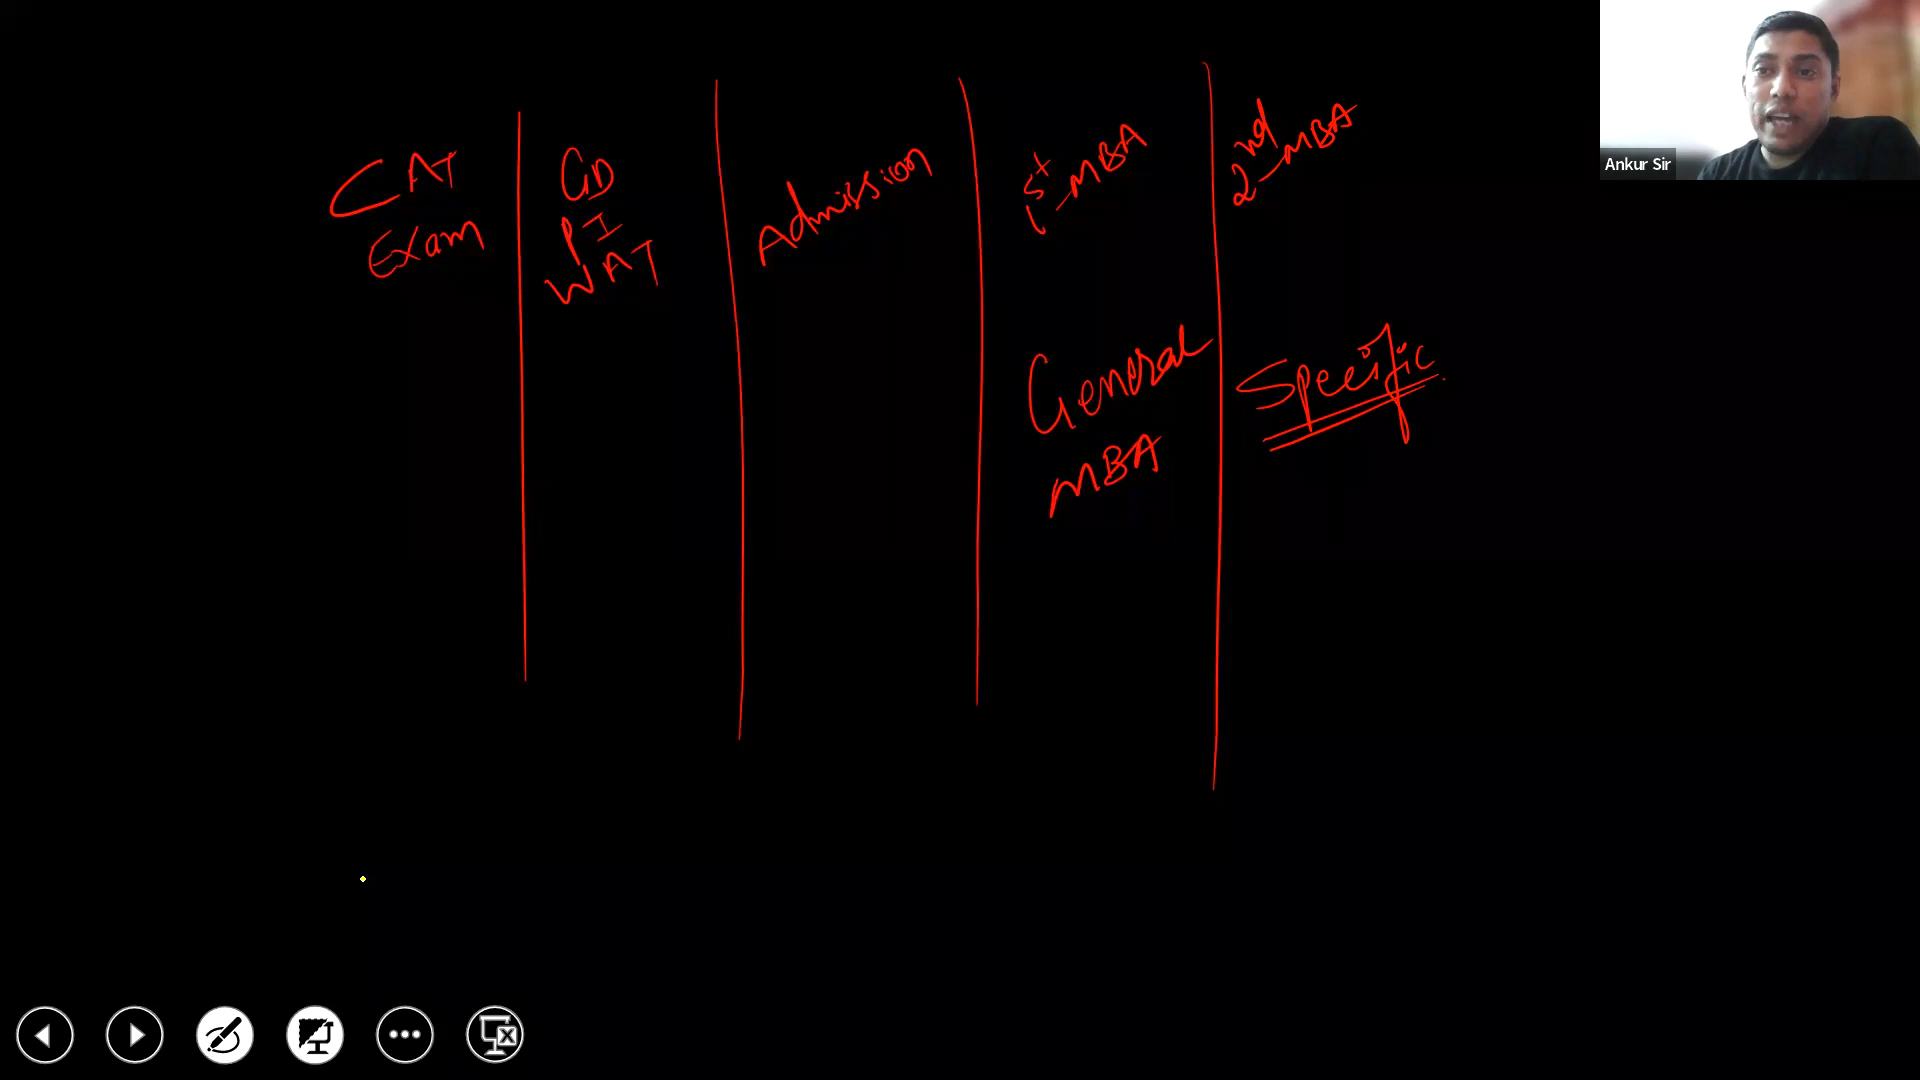 CAT
Exam
GD
PI
WAT
Admission
1st MBA
General
MBA
2nd MBA
Specific
Ankur Sir